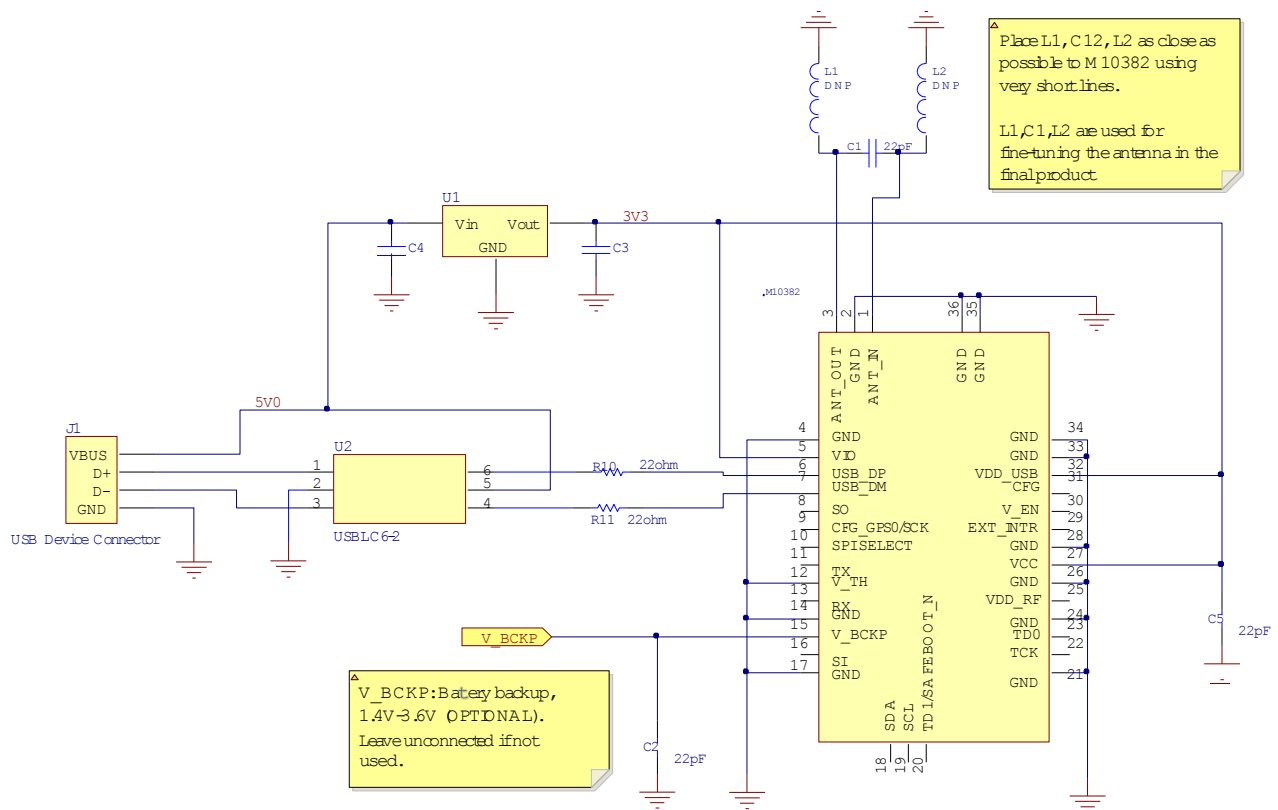 L1
DNP
L2
DNP
C1 22pF
Place L1, C12, L2 as close as
possible to M10382 using
very short lines.
L1,C1,L2 are used for
fine-tuning the antenna in the
final product
U1
Vin Vout
GND
3V3
C4
C3
.M10382
3 2 1 36 35
ANT_OUT
GND
ANT_IN
GND
GND
5V0
J1
VBUS
D+
D-
GND
USB Device Connector
U2
1
2
3
6
5
4
USBLC6-2
R10 22ohm
R11 22ohm
4 GND
5 VIO
6 USB_DP
7 USB_DM
8 SO
9 CFG_GPS0/SCK
10 SPISELECT
11
12 TX
V_TH
13
14 RX
GND
15 V_BCKP
16
17 SI
GND
34 GND
33 GND
32 VDD_USB
31 CFG
30 V_EN
29 EXT_INTR
28 GND
27 VCC
26 GND
25 VDD_RF
24 GND
23 TD0
22 TCK
21 GND
SDA
SCL
TD1/SAFEBOOT_N
18
19
20
C5
22pF
V_BCKP
V_BCKP: Battery backup,
1.4V-3.6V (OPTIONAL).
Leave unconnected if not
used.
C2
22pF